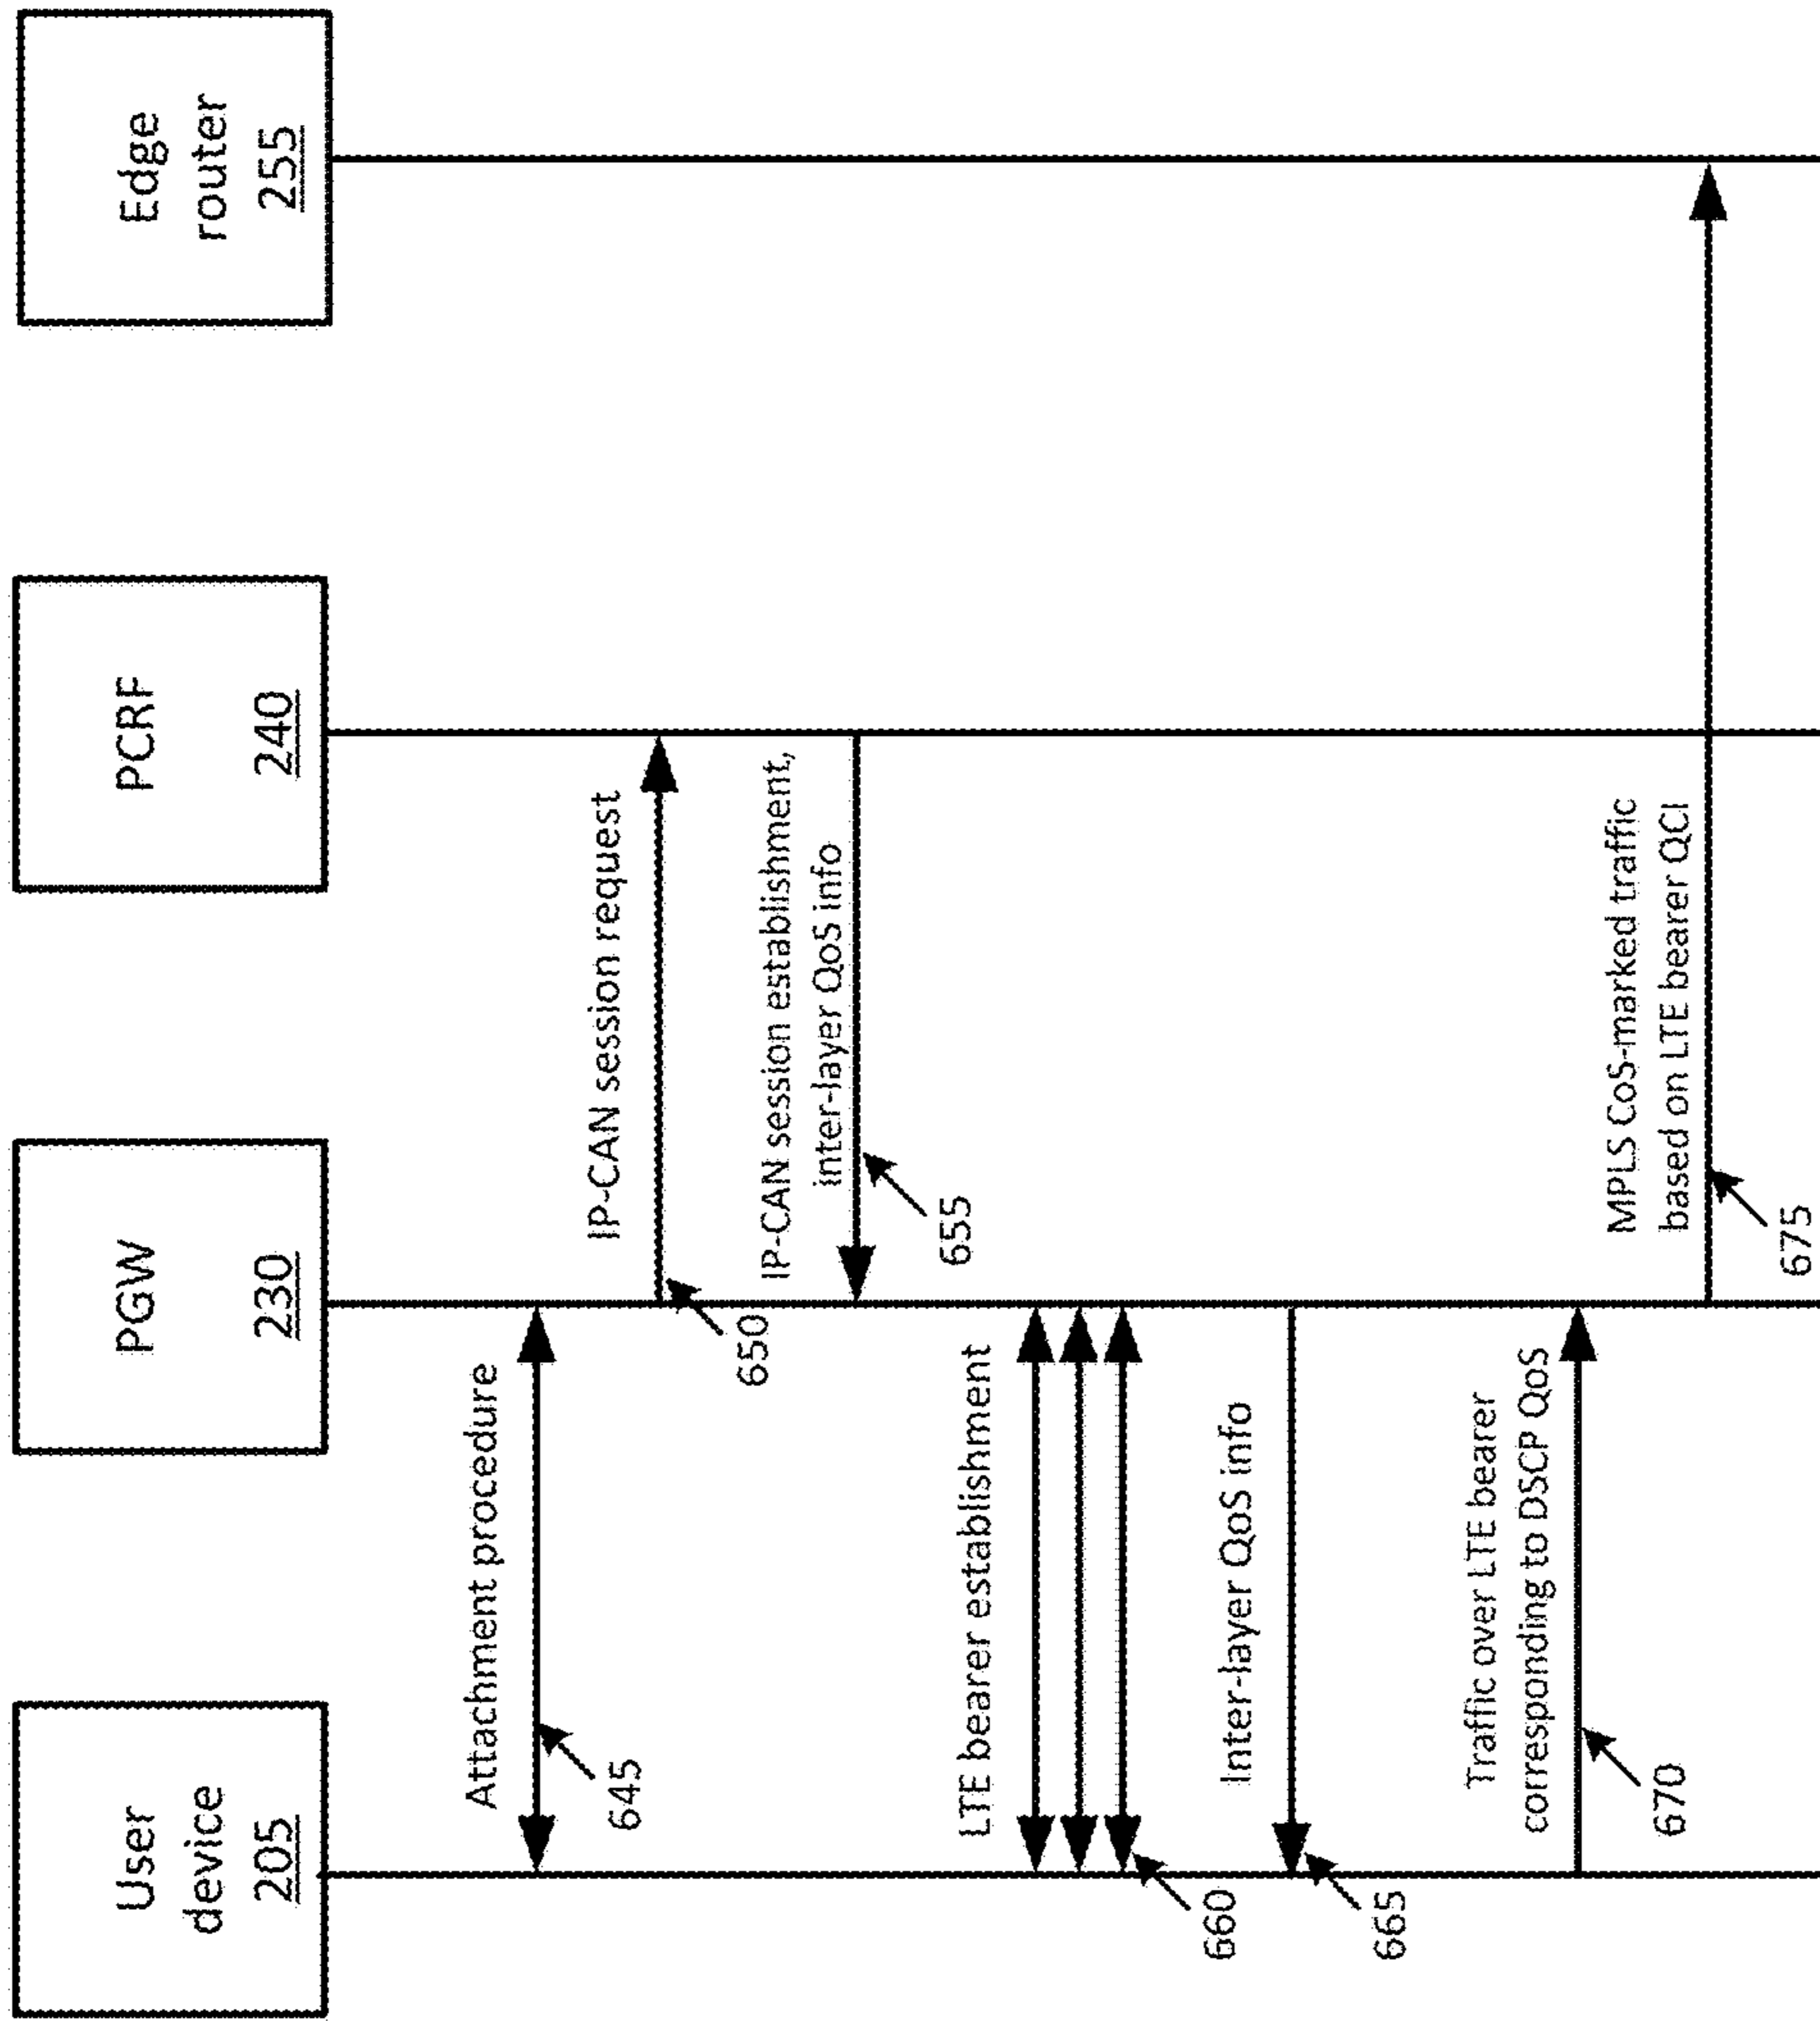 User
device
205
PGW
230
PCRF
240
Edge
router
255
Attachment procedure
645
IP-CAN session request
650
IP-CAN session establishment,
inter-layer QoS info
655
LTE bearer establishment
660
Inter-layer QoS info
665
Traffic over LTE bearer
corresponding to DSCP QoS
670
MPLS CoS-marked traffic
based on LTE bearer QCI
675